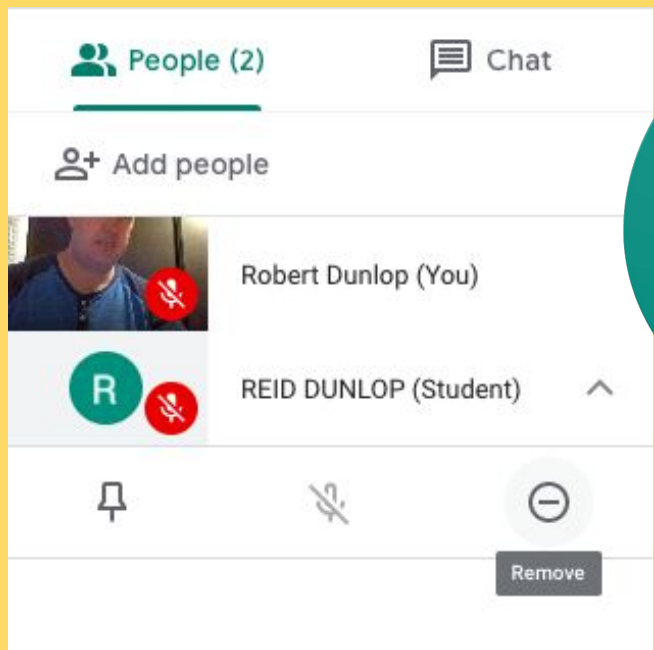 People (2)
Chat
Add people
Robert Dunlop (You)
R
REID DUNLOP (Student)
Remove